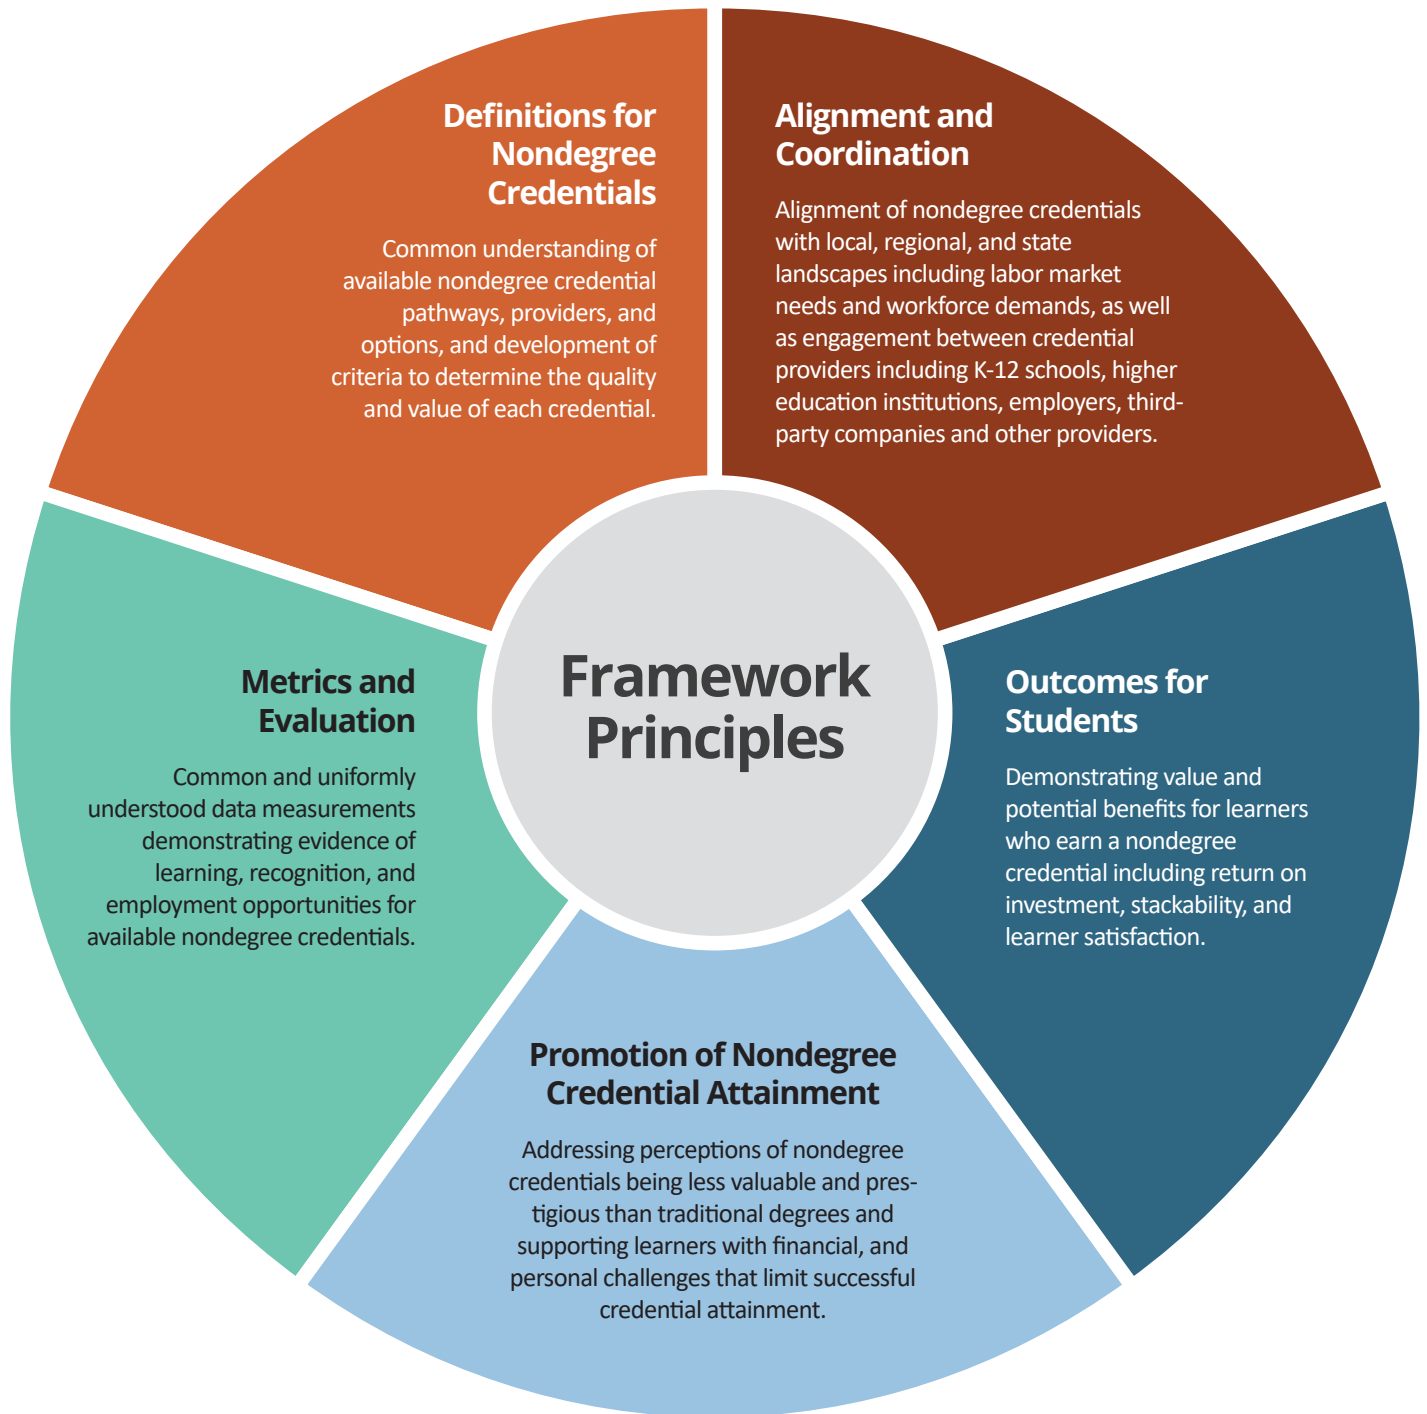 Definitions for
Nondegree
Credentials
Common understanding of
available nondegree credential
pathways, providers, and
options, and development of
criteria to determine the quality
and value of each credential.
Alignment and
Coordination
Alignment of nondegree credentials
with local, regional, and state
landscapes including labor market
needs and workforce demands, as well
as engagement between credential
providers including K-12 schools, higher
education institutions, employers, third-
party companies and other providers.
Framework
Principles
Metrics and
Evaluation
Common and uniformly
understood data measurements
demonstrating evidence of
learning, recognition, and
employment opportunities for
available nondegree credentials.
Outcomes for
Students
Demonstrating value and
potential benefits for learners
who earn a nondegree
credential including return on
investment, stackability, and
learner satisfaction.
Promotion of Nondegree
Credential Attainment
Addressing perceptions of nondegree
credentials being less valuable and pres-
tigious than traditional degrees and
supporting learners with financial, and
personal challenges that limit successful
credential attainment.